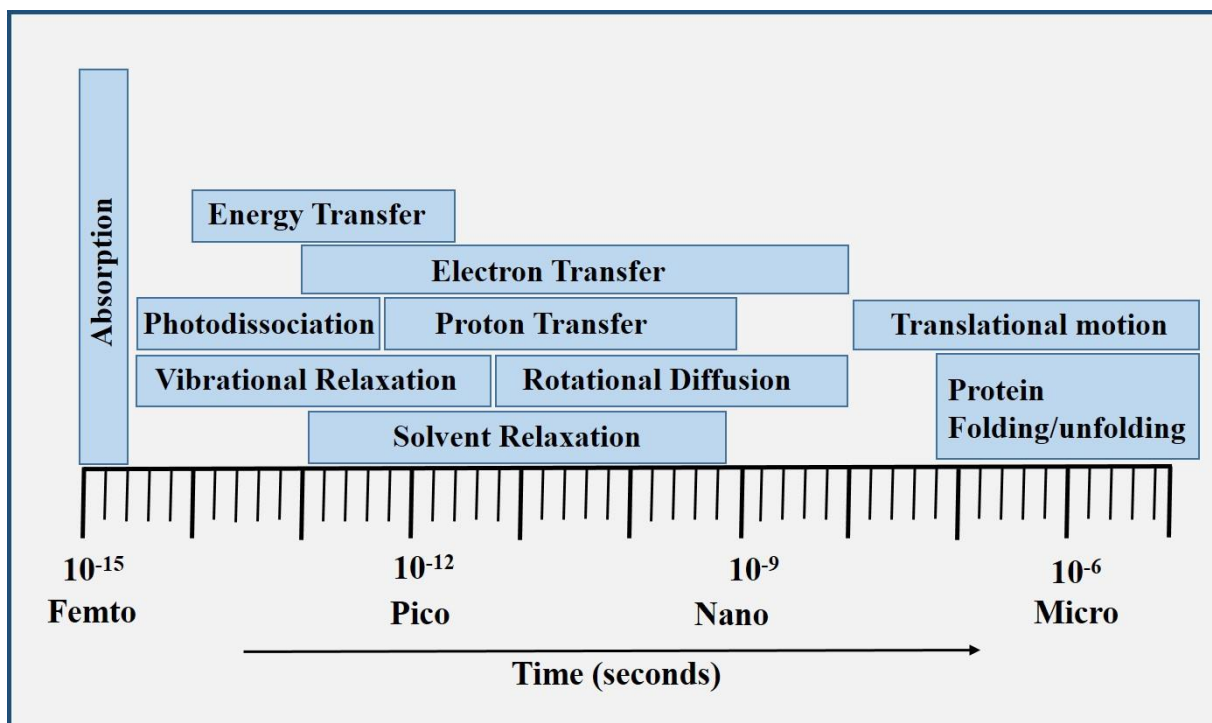 Absorption
Energy Transfer
Electron Transfer
Photodissociation
Proton Transfer
Translational motion
Vibrational Relaxation
Rotational Diffusion
Protein
Folding/unfolding
Solvent Relaxation
10⁻¹⁵
10⁻¹²
10⁻⁹
10⁻⁶
Femto
Pico
Nano
Micro
Time (seconds)